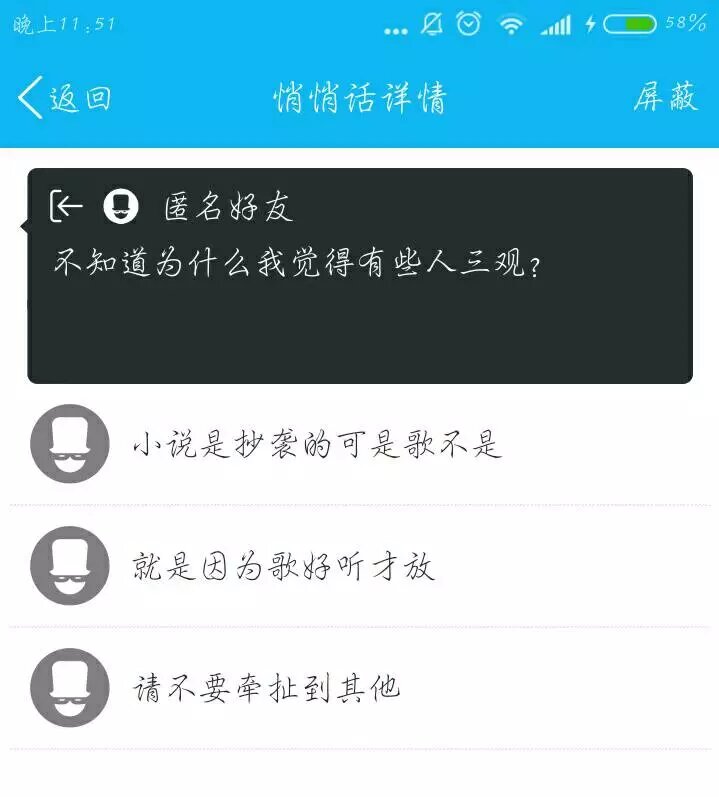 晚上11:51
58%
返回
悄悄话详情
屏蔽
匿名好友
不知道为什么我觉得有些人三观?
小说是抄袭的可是歌不是
就是因为歌好听才放
请不要牵扯到其他